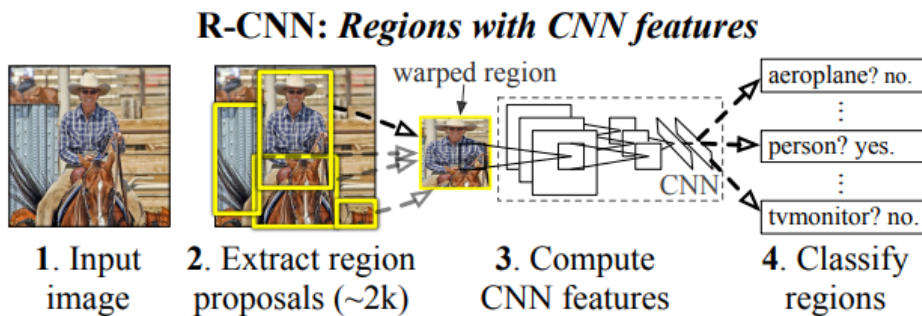 R-CNN: Regions with CNN features
warped region
aeroplane? no.
⋮
person? yes.
⋮
tvmonitor? no.
CNN
1. Input image
2. Extract region proposals (~2k)
3. Compute CNN features
4. Classify regions